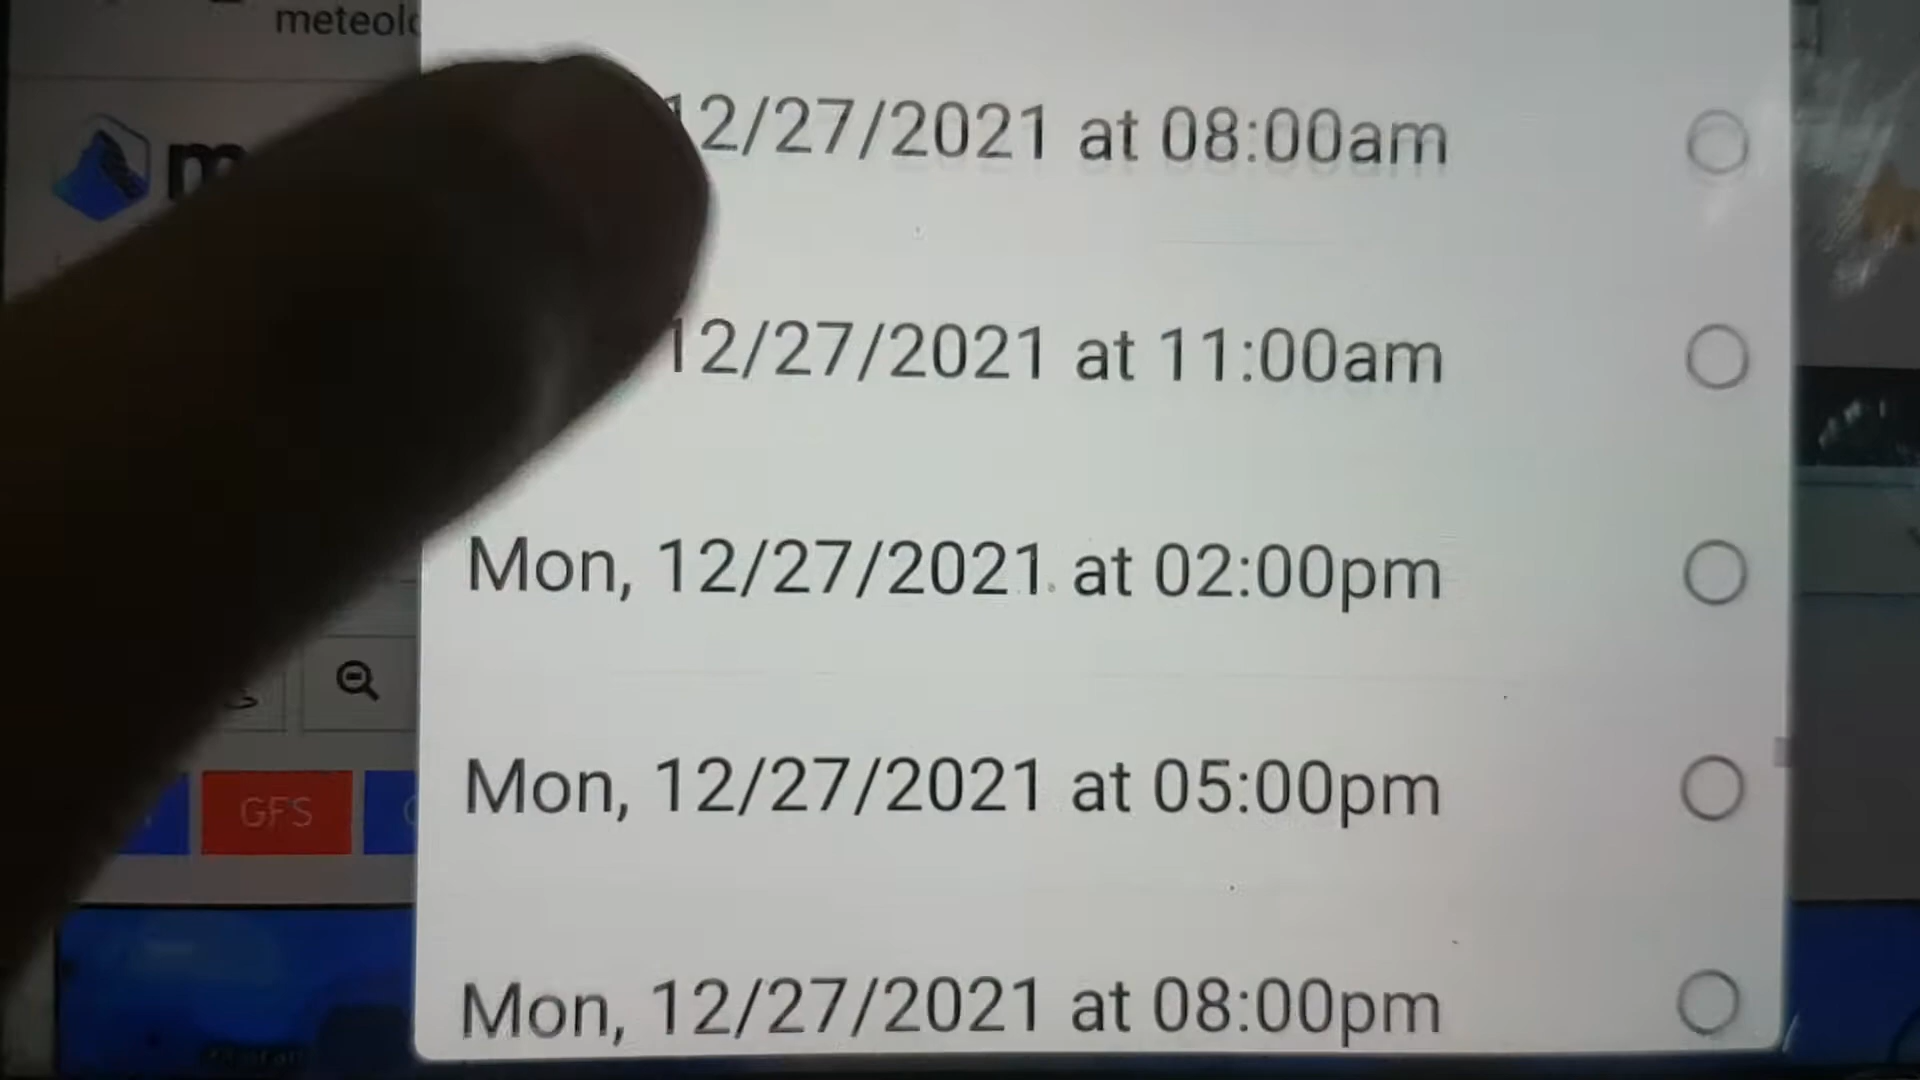 12/27/2021 at 08:00am
12/27/2021 at 11:00am
Mon, 12/27/2021 at 02:00pm
Mon, 12/27/2021 at 05:00pm
GFS
Mon, 12/27/2021 at 08:00pm